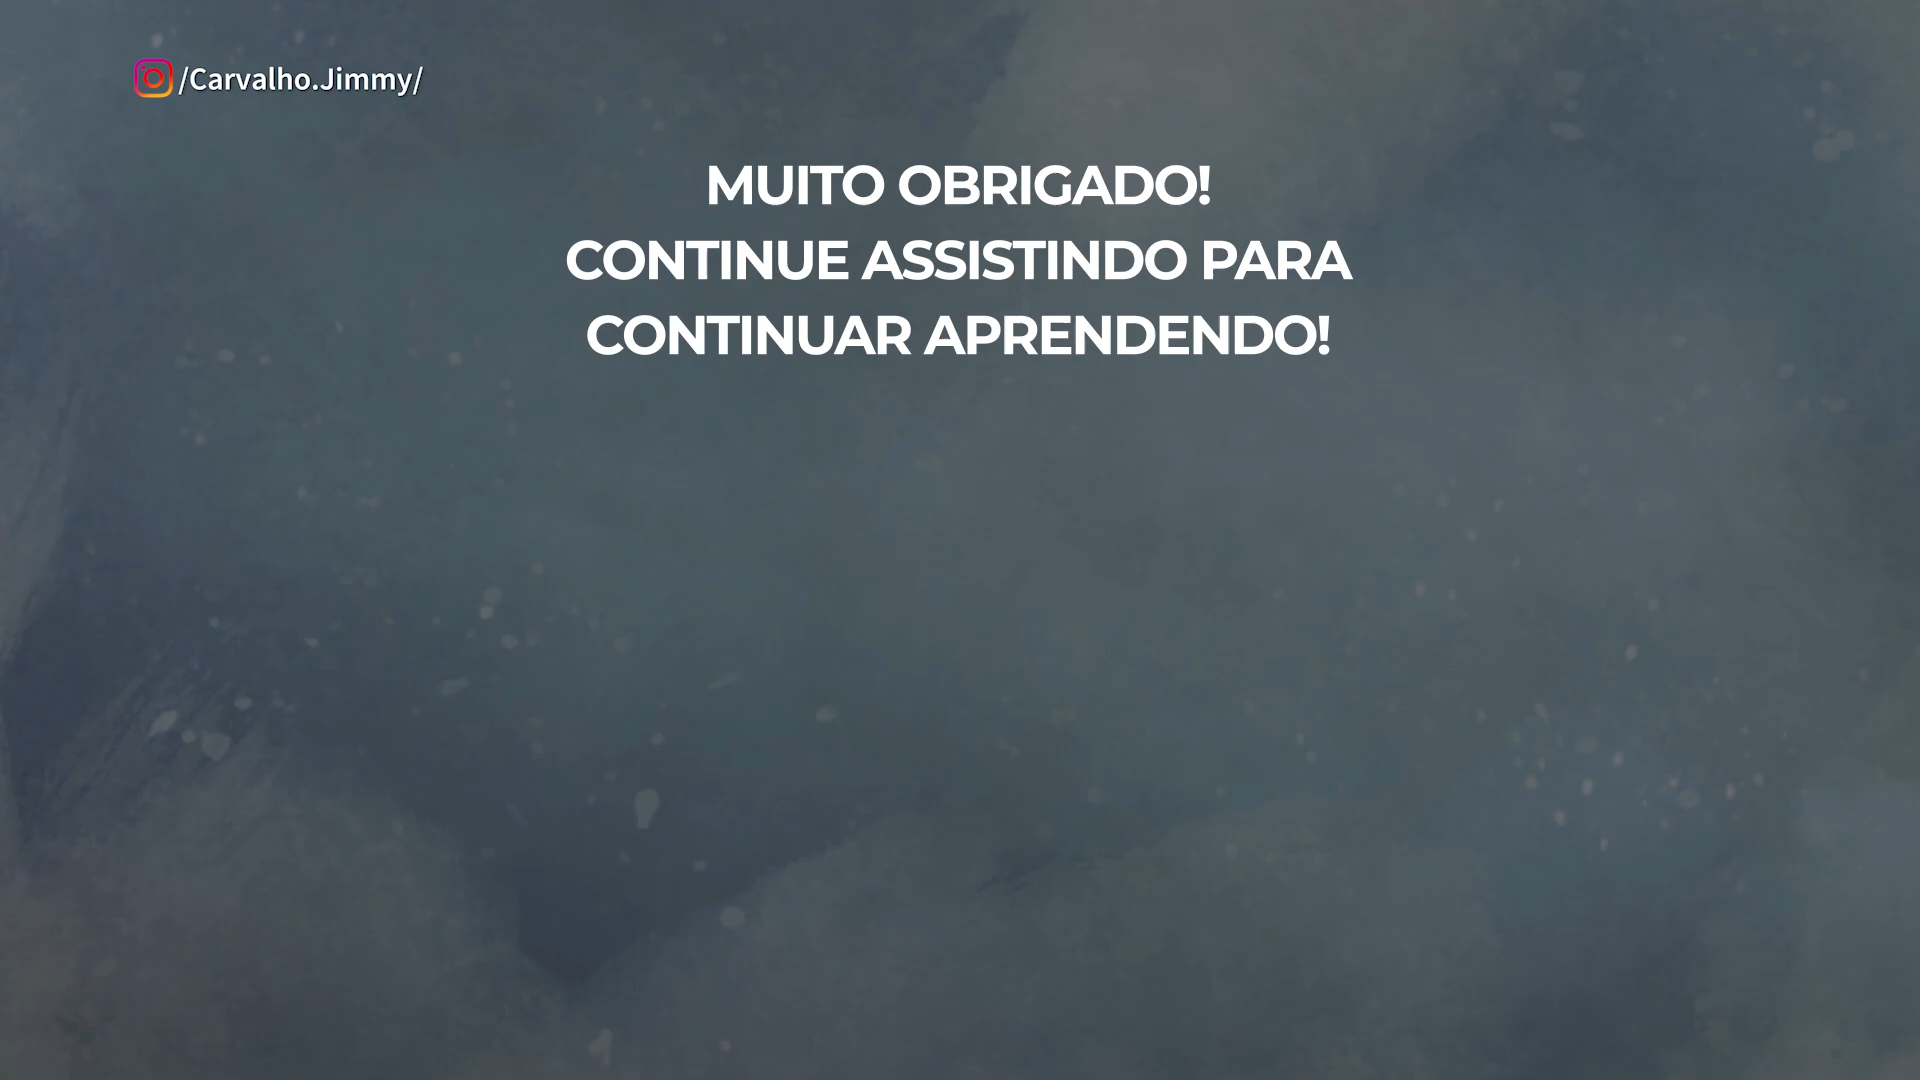 /Carvalho.Jimmy/
MUITO OBRIGADO!
CONTINUE ASSISTINDO PARA
CONTINUAR APRENDENDO!